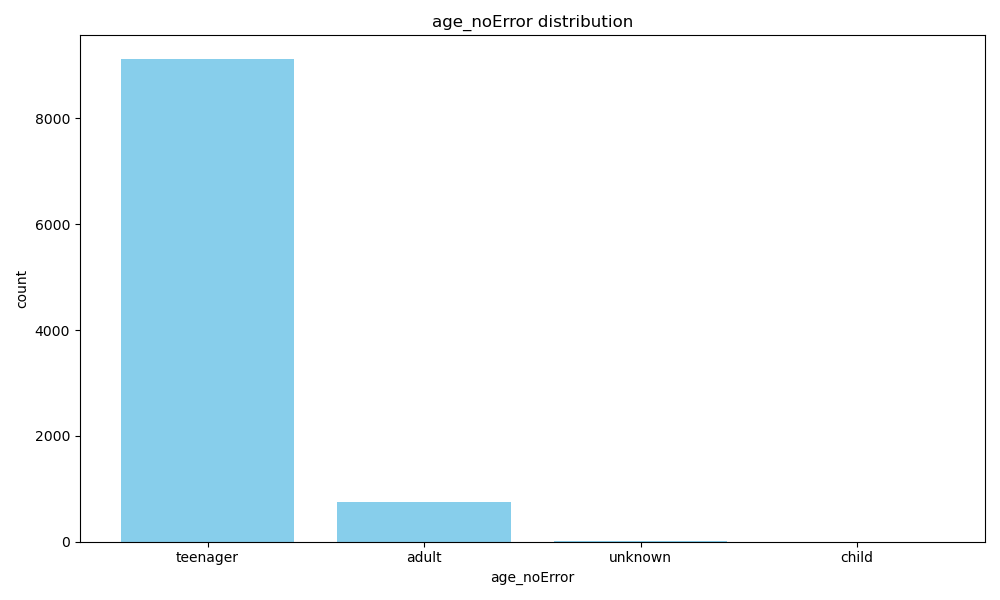 age_noError distribution
count
8000
6000
4000
2000
0
teenager adult unknown child
age_noError